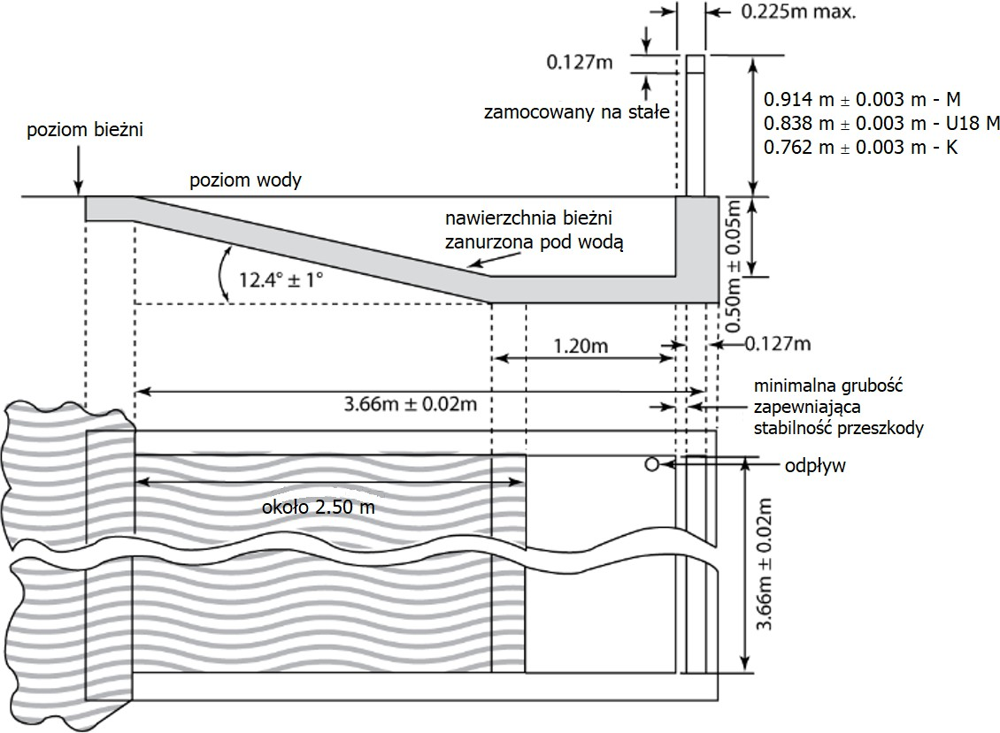 0.225m max.
0.127m
zamocowany na stałe
0.914 m ± 0.003 m - M
0.838 m ± 0.003 m - U18 M
0.762 m ± 0.003 m - K
poziom bieżni
poziom wody
nawierzchnia bieżni
zanurzona pod wodą
12.4° ± 1°
0.50m ± 0.05m
1.20m
0.127m
3.66m ± 0.02m
minimalna grubość
zapewniająca
stabilność przeszkody
odpływ
około 2.50 m
3.66m ± 0.02m